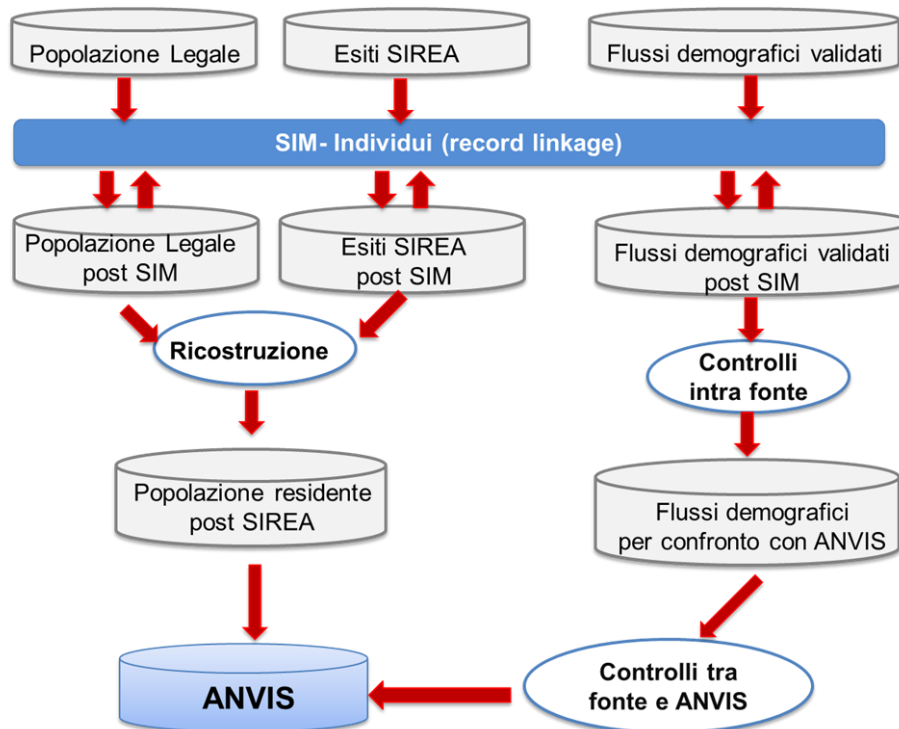 Popolazione Legale
Esiti SIREA
Flussi demografici validati
SIM- Individui (record linkage)
Popolazione Legale
post SIM
Esiti SIREA
post SIM
Flussi demografici validati
post SIM
Ricostruzione
Controlli
intra fonte
Popolazione residente
post SIREA
Flussi demografici
per confronto con ANVIS
ANVIS
Controlli tra
fonte e ANVIS